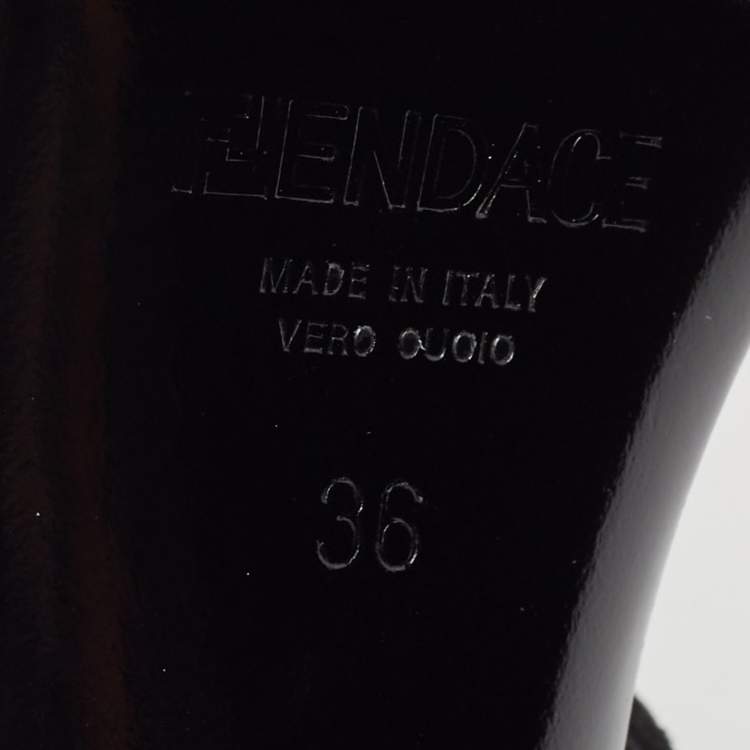 FENDACE
MADE IN ITALY
VERO CUOIO
36